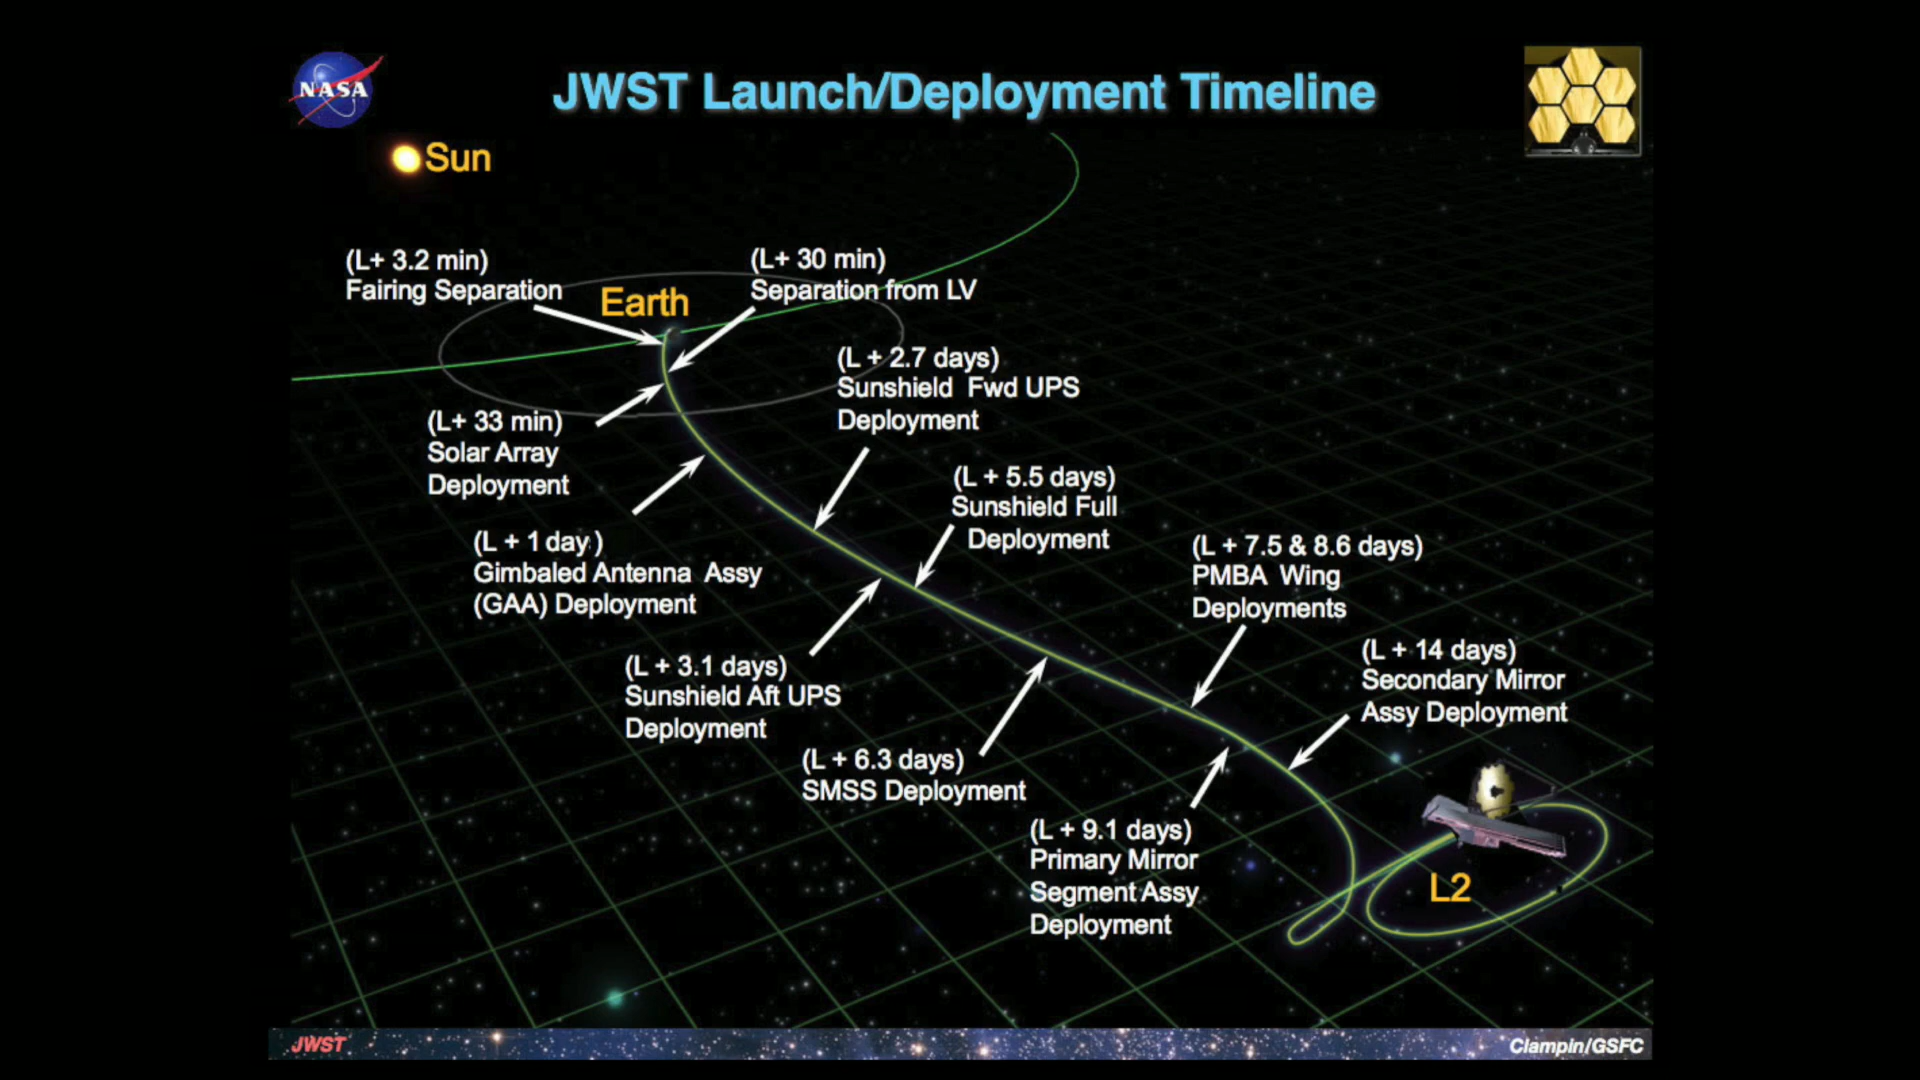 NASA
JWST Launch/Deployment Timeline
Sun
(L+ 3.2 min)
Fairing Separation
Earth
(L+ 30 min)
Separation from LV
(L + 2.7 days)
Sunshield Fwd UPS
Deployment
(L+ 33 min)
Solar Array
Deployment
(L + 5.5 days)
Sunshield Full
Deployment
(L + 1 day )
Gimbaled Antenna Assy
(GAA) Deployment
(L + 7.5 & 8.6 days)
PMBA Wing
Deployments
(L + 3.1 days)
Sunshield Aft UPS
Deployment
(L + 14 days)
Secondary Mirror
Assy Deployment
(L + 6.3 days)
SMSS Deployment
(L + 9.1 days)
Primary Mirror
Segment Assy
Deployment
L2
JWST
Clampin/GSFC